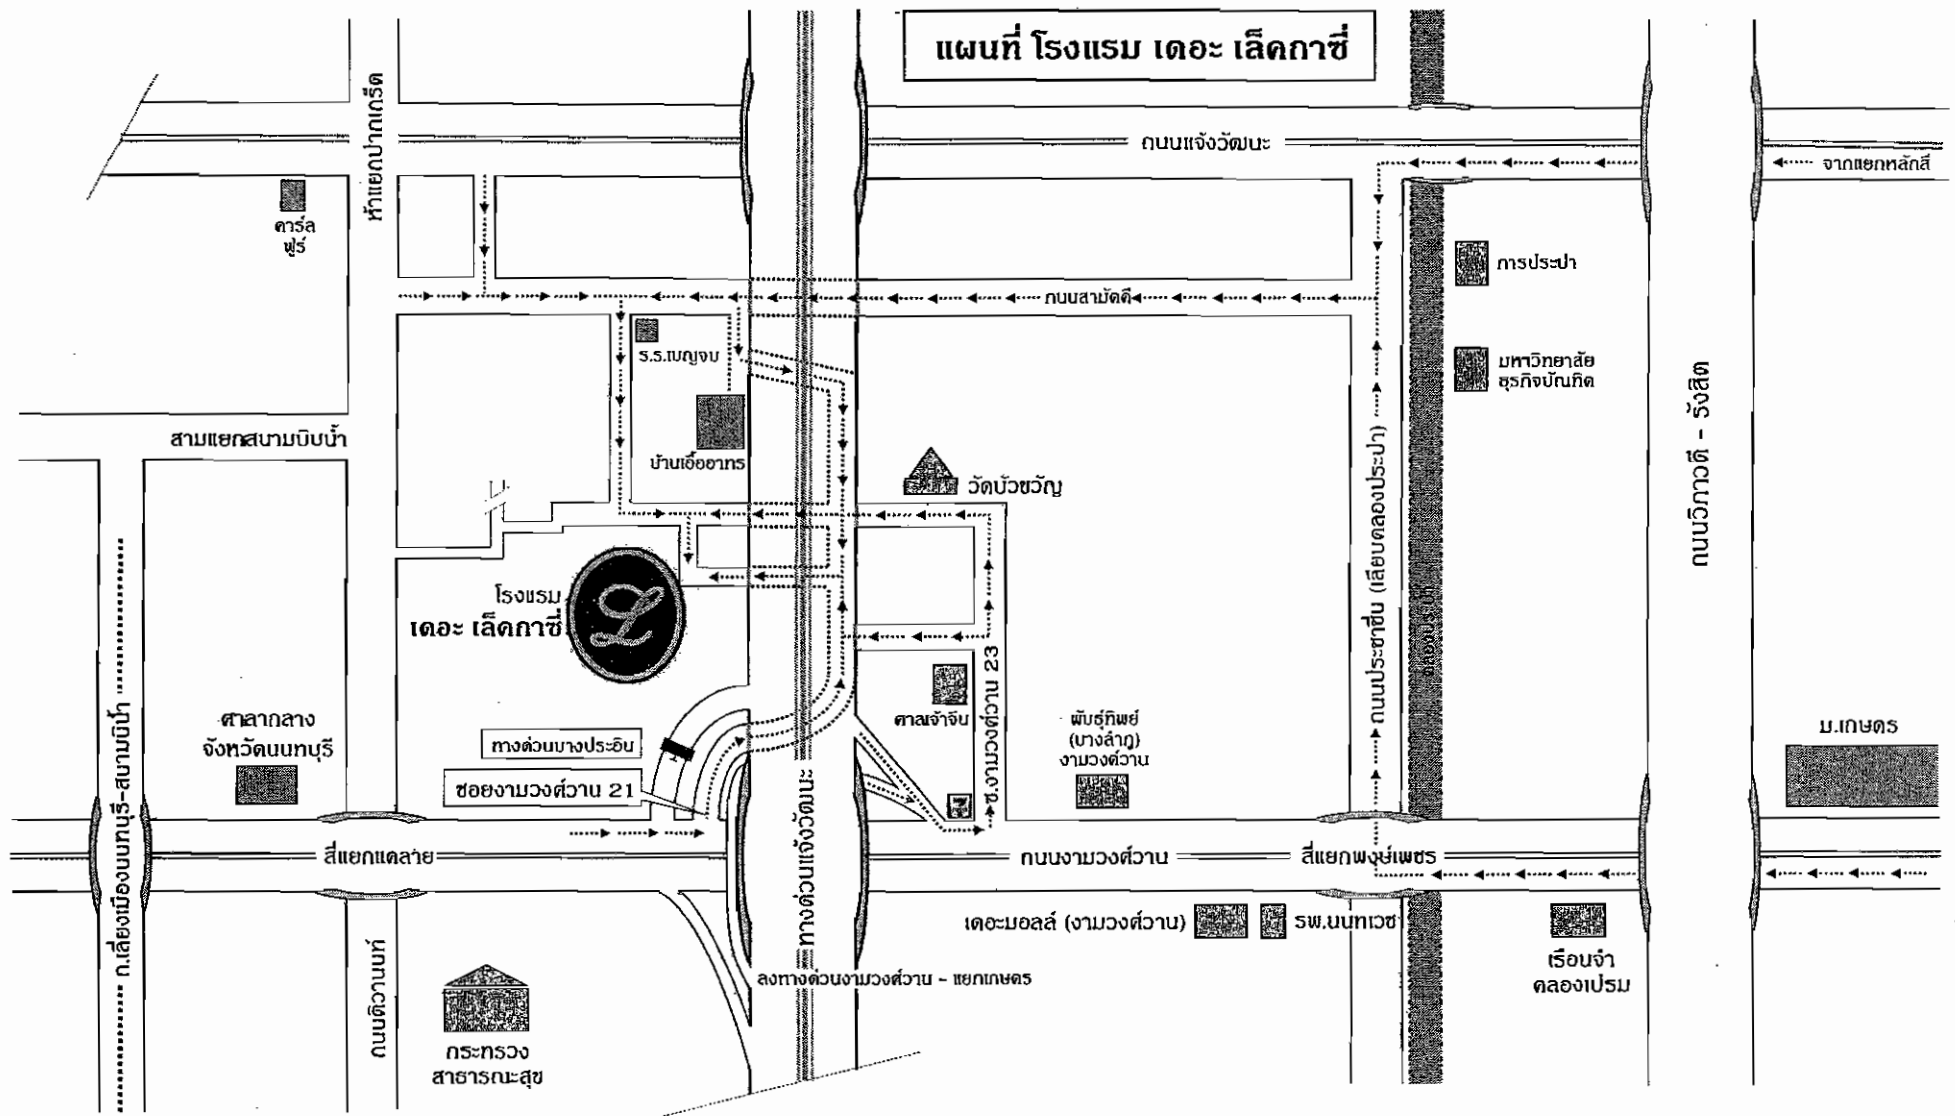 แผนที่ โรงแรม เดอะ เล็คกาซี่
ห้าแยกปากเกร็ด
ถนนแจ้งวัฒนะ
จากแยกหลักสี่
คาร์ล
ฟูร์
การประปา
ถนนสามัคคี
ร.ร.เบญจบ
มหาวิทยาลัย
ธุรกิจบัณฑิต
ถนนวิภาวดี - รังสิต
ถนนประชาชื่น (เลียบคลองประปา)
คลองประปา
สามแยกสนามบินน้ำ
บ้านเอื้ออาทร
วัดบัวขวัญ
โรงแรม
เดอะ เล็คกาซี่
ศาลากลาง
จังหวัดนนทบุรี
ถ.เลี่ยงเมืองนนทบุรี-สนามบินน้ำ
ศาลเจ้าจีน
ซ.งามวงศ์วาน 23
พันธุ์ทิพย์
(บางลำภู)
งามวงศ์วาน
ม.เกษตร
ทางด่วนบางปะอิน
ซอยงามวงศ์วาน 21
ทางด่วนแจ้งวัฒนะ
สี่แยกแคลาย
ถนนงามวงศ์วาน
สี่แยกพงษ์เพชร
เดอะมอลล์ (งามวงศ์วาน)
รพ.นนทเวช
เรือนจำ
คลองเปรม
ลงทางด่วนงามวงศ์วาน - แยกเกษตร
ถนนติวานนท์
กระทรวง
สาธารณะสุข